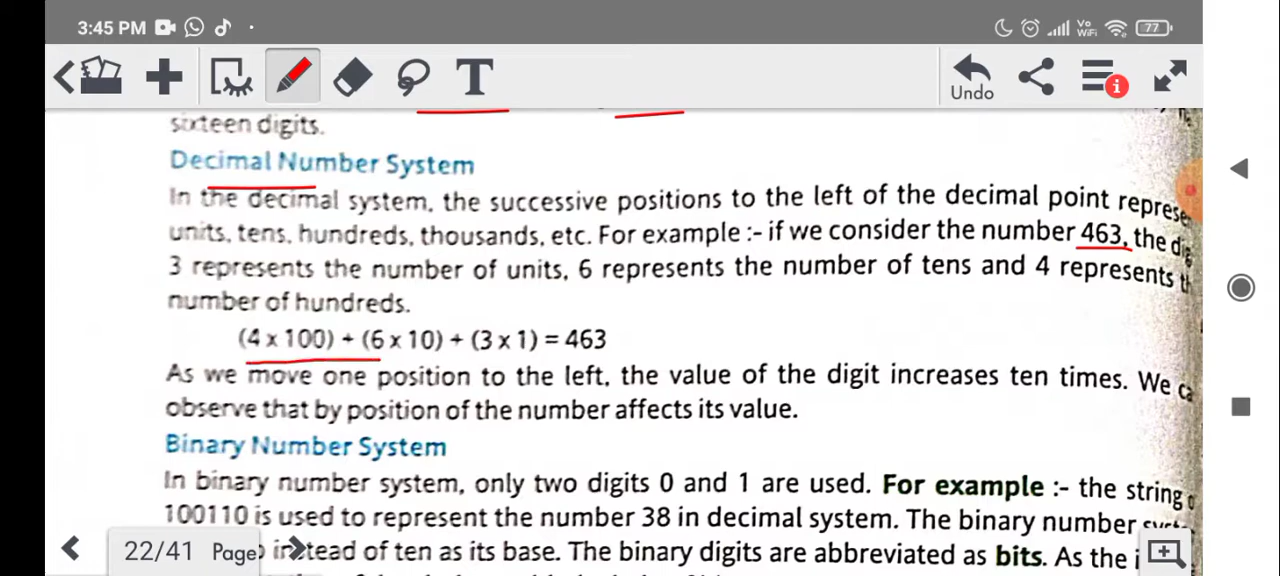 3:45 PM
Vo WiFi 77
T
Undo
i
sixteen digits.
Decimal Number System
In the decimal system, the successive positions to the left of the decimal point
units, tens, hundreds, thousands, etc. For example :- if we consider the number 463, the
3 represents the number of units, 6 represents the number of tens and 4 represents
number of hundreds.
(4 x 100) + (6 x 10) + (3 x 1) = 463
As we move one position to the left, the value of the digit increases ten times. We
observe that by position of the number affects its value.
Binary Number System
In binary number system, only two digits 0 and 1 are used. For example :- the string
100110 is used to represent the number 38 in decimal system. The binary number
instead of ten as its base. The binary digits are abbreviated as bits. As the
22/41 Page